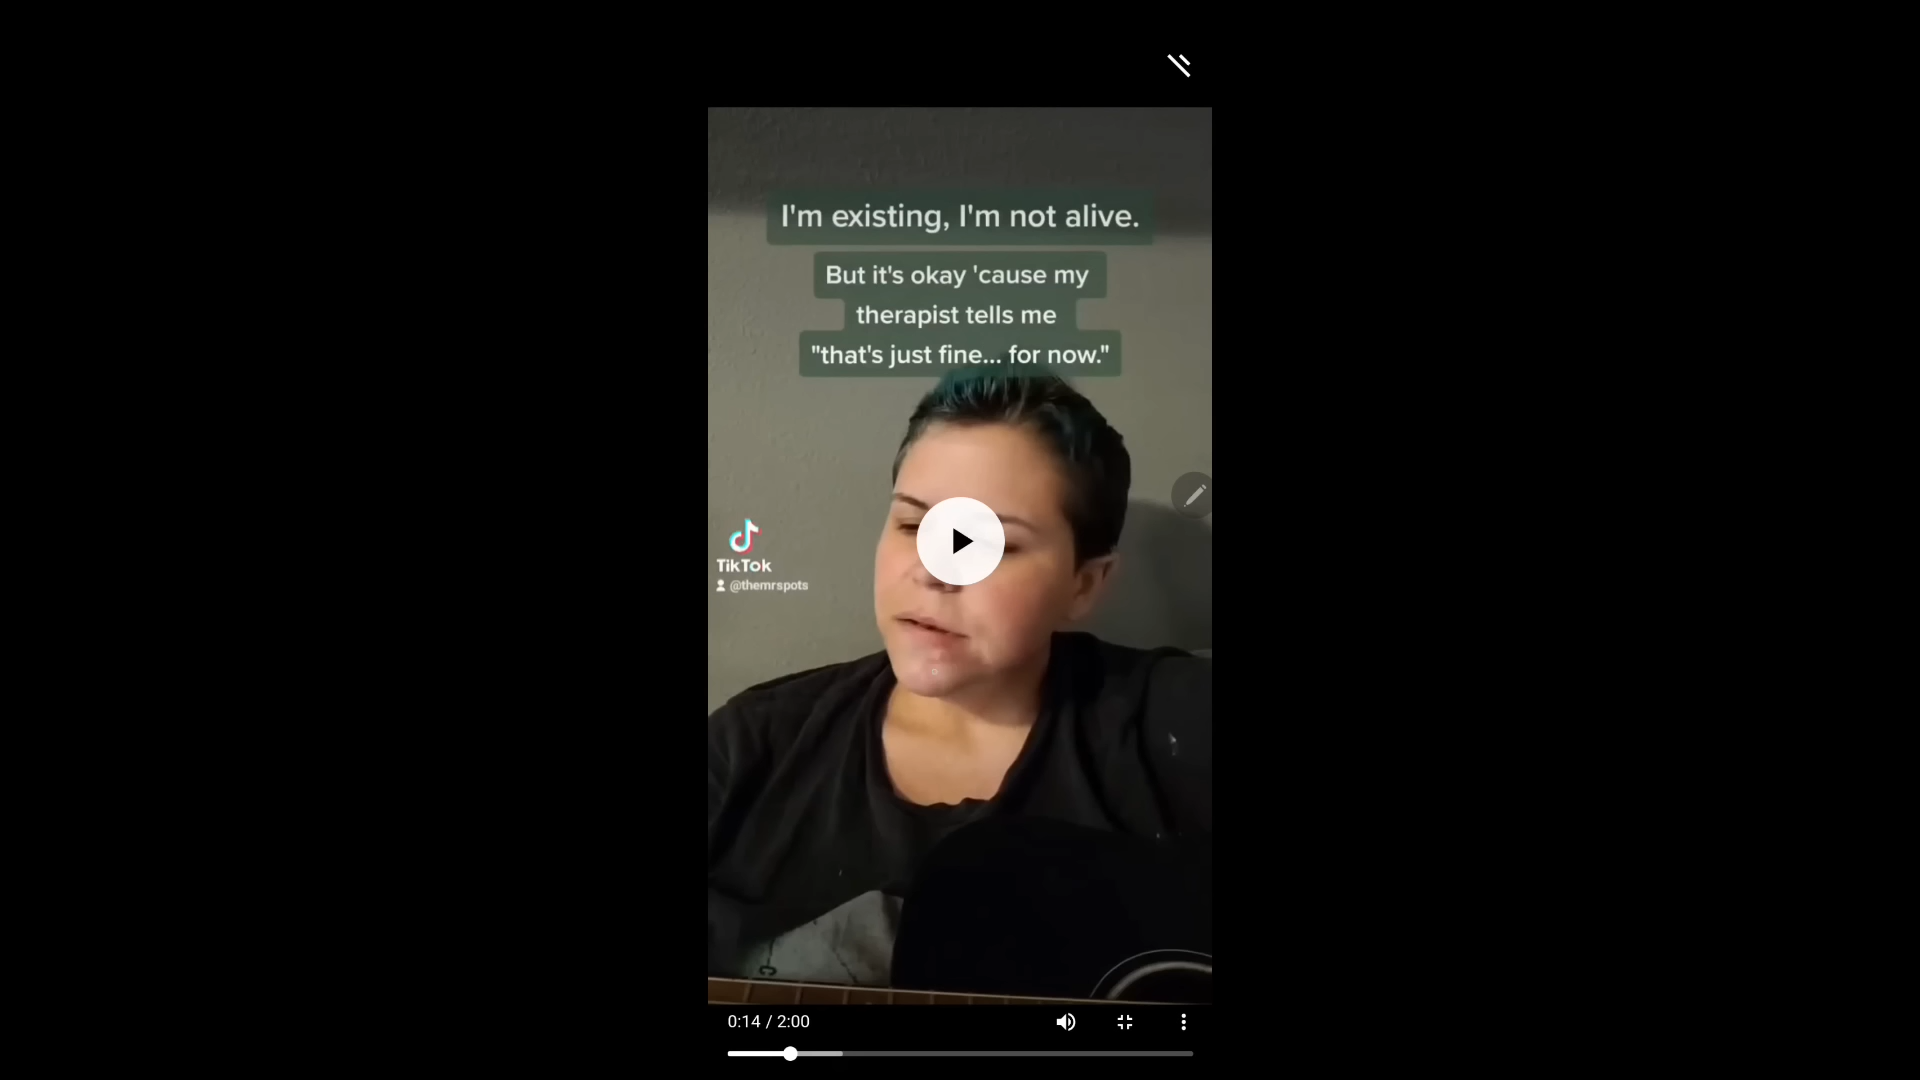 I'm existing, I'm not alive.
But it's okay 'cause my
therapist tells me
"that's just fine... for now."
TikTok
@themrspots
0:14 / 2:00